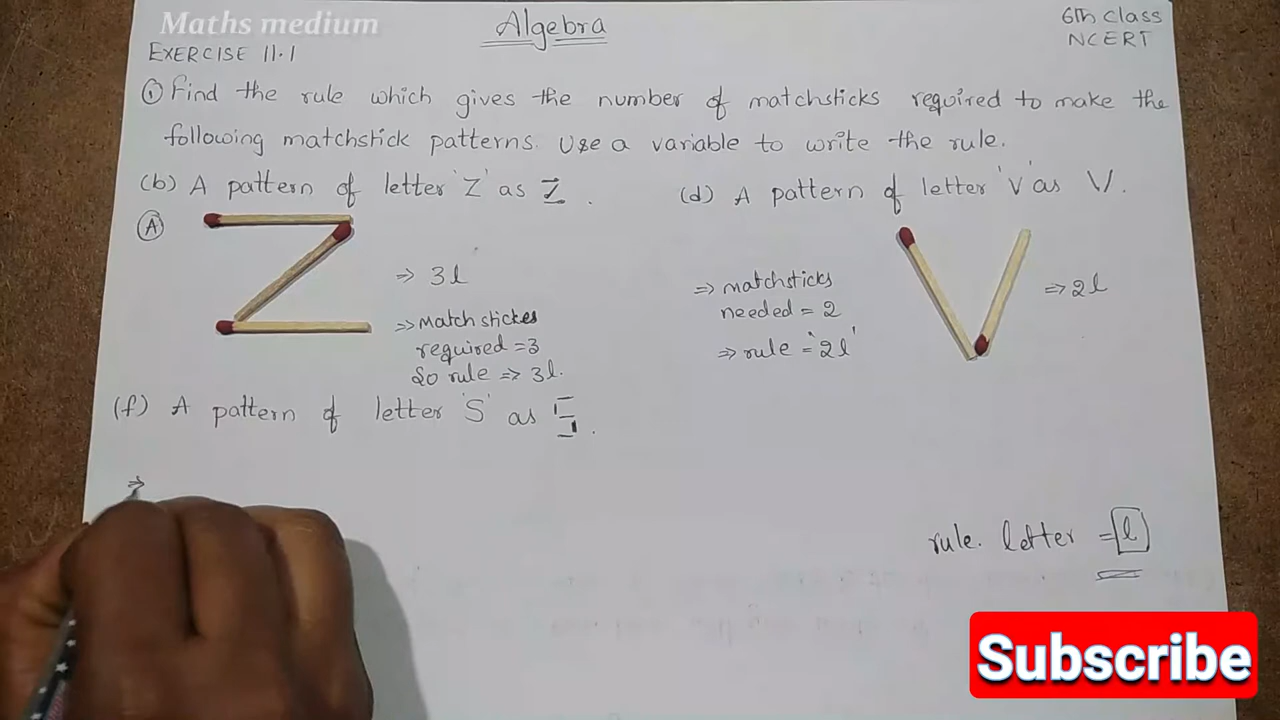 Maths medium
Algebra
6th class
NCERT
EXERCISE 11.1
① Find the rule which gives the number of matchsticks required to make the
following matchstick patterns. Use a variable to write the rule.
(b) A pattern of letter 'Z' as Z.
(d) A pattern of letter 'V' as V.
Ⓐ
⇒ 3l
⇒ Matchstickes
required = 3
So rule ⇒ 3l.
⇒ matchsticks
needed = 2
⇒ rule = '2l'
⇒ 2l
(f) A pattern of letter 'S' as S.
⇒
rule. letter = l
Subscribe